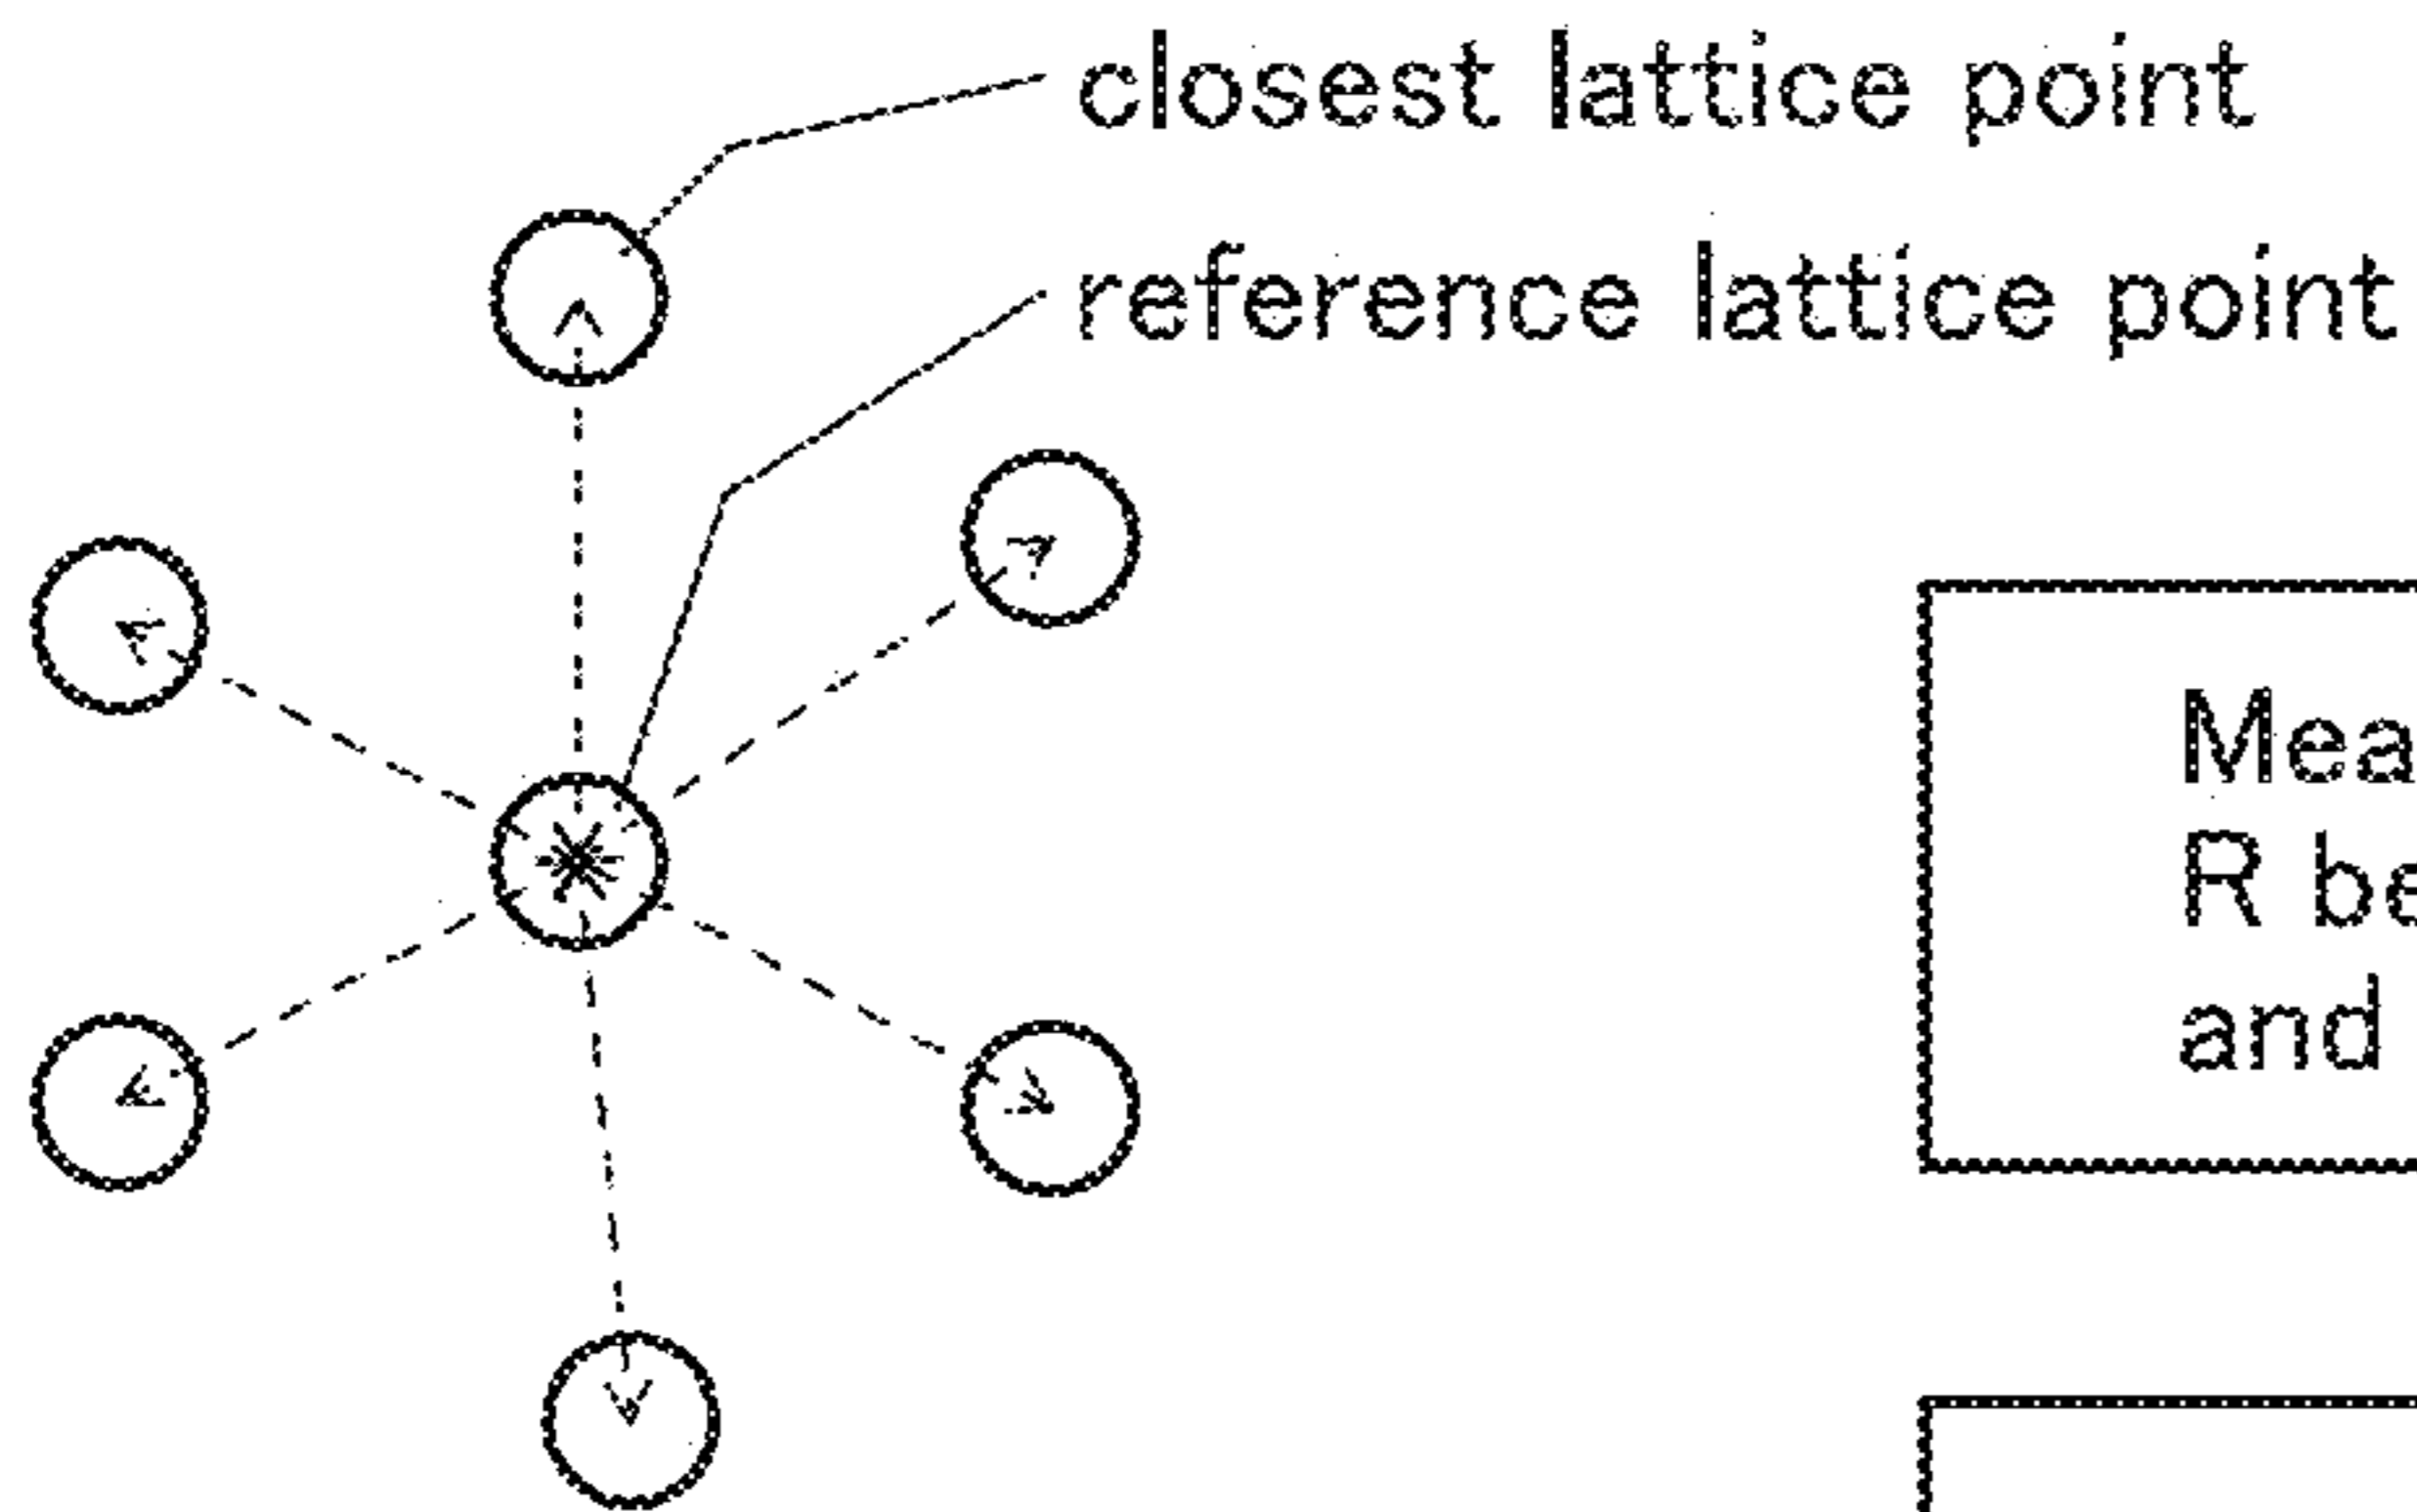 closest lattice point
reference lattice point
Mea
R be
and